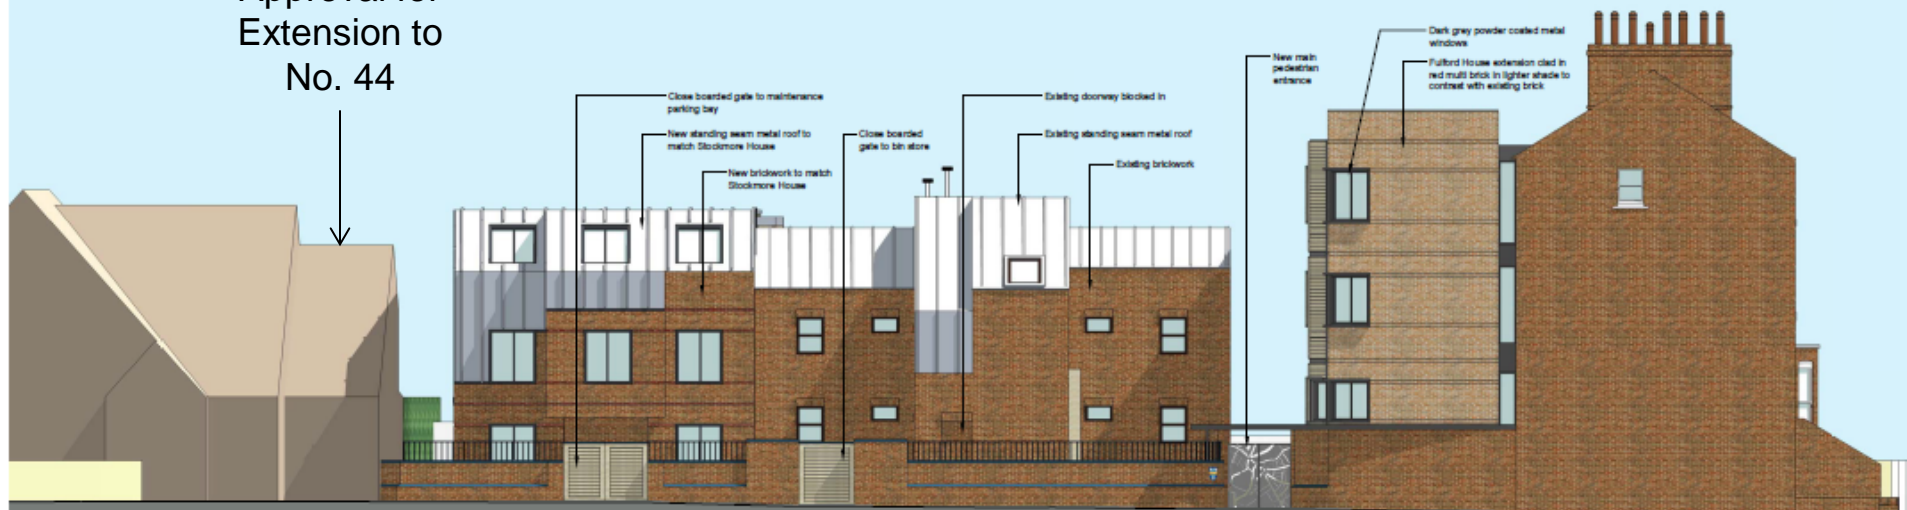 Approval for
Extension to
No. 44
Close boarded gate to maintenance
parking bay
New standing seam metal roof to
match Stockmore House
New brickwork to match
Stockmore House
Close boarded
gate to bin store
Existing doorway blocked in
Existing standing seam metal roof
Existing brickwork
New main
pedestrian
entrance
Dark grey powder coated metal
windows
Fulford House extension clad in
red multi brick in lighter shade to
contrast with existing brick